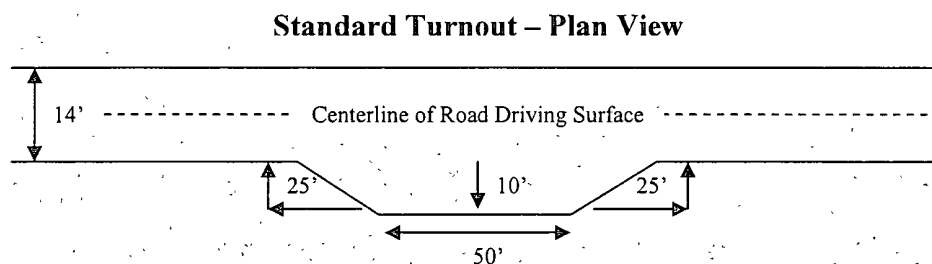 Standard Turnout – Plan View
14’
Centerline of Road Driving Surface
25’
10’
25’
50’